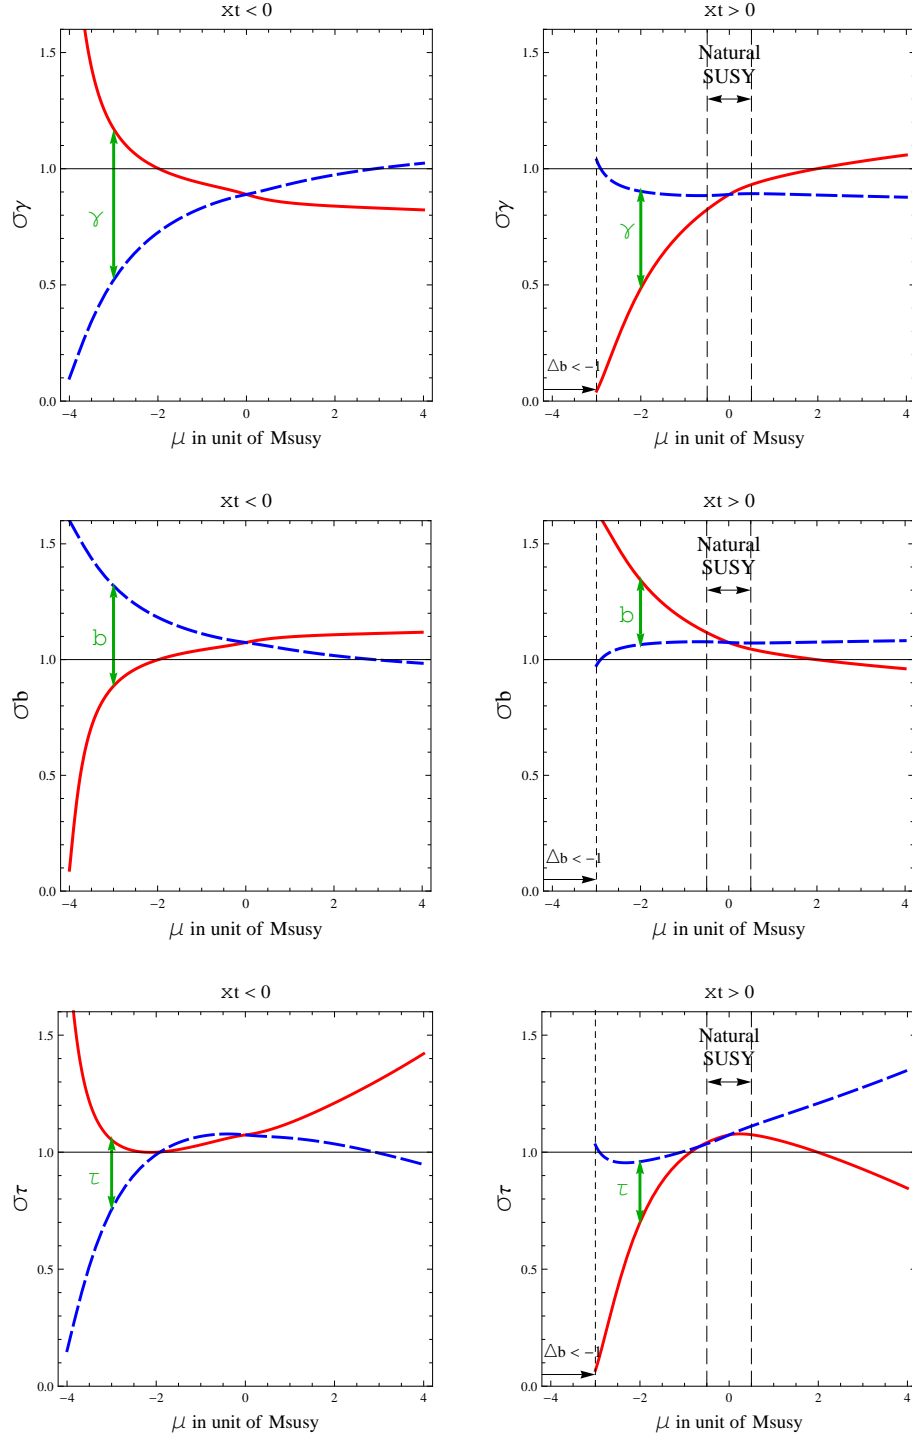 xt < 0
1.5
1.0
0.5
0.0
σγ
γ
−4 −2 0 2 4
μ in unit of Msusy
xt > 0
Natural
SUSY
1.5
1.0
0.5
0.0
σγ
γ
Δb < −1
−4 −2 0 2 4
μ in unit of Msusy
xt < 0
1.5
1.0
0.5
0.0
σb
b
−4 −2 0 2 4
μ in unit of Msusy
xt > 0
Natural
SUSY
1.5
1.0
0.5
0.0
σb
b
Δb < −1
−4 −2 0 2 4
μ in unit of Msusy
xt < 0
1.5
1.0
0.5
0.0
στ
τ
−4 −2 0 2 4
μ in unit of Msusy
xt > 0
Natural
SUSY
1.5
1.0
0.5
0.0
στ
τ
Δb < −1
−4 −2 0 2 4
μ in unit of Msusy